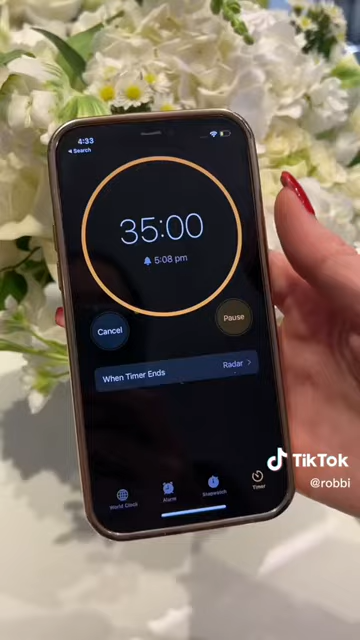 4:33
Search
35:00
5:08 pm
Cancel
Pause
When Timer Ends
Radar
World Clock
Alarm
Stopwatch
Timer
TikTok
@robbi